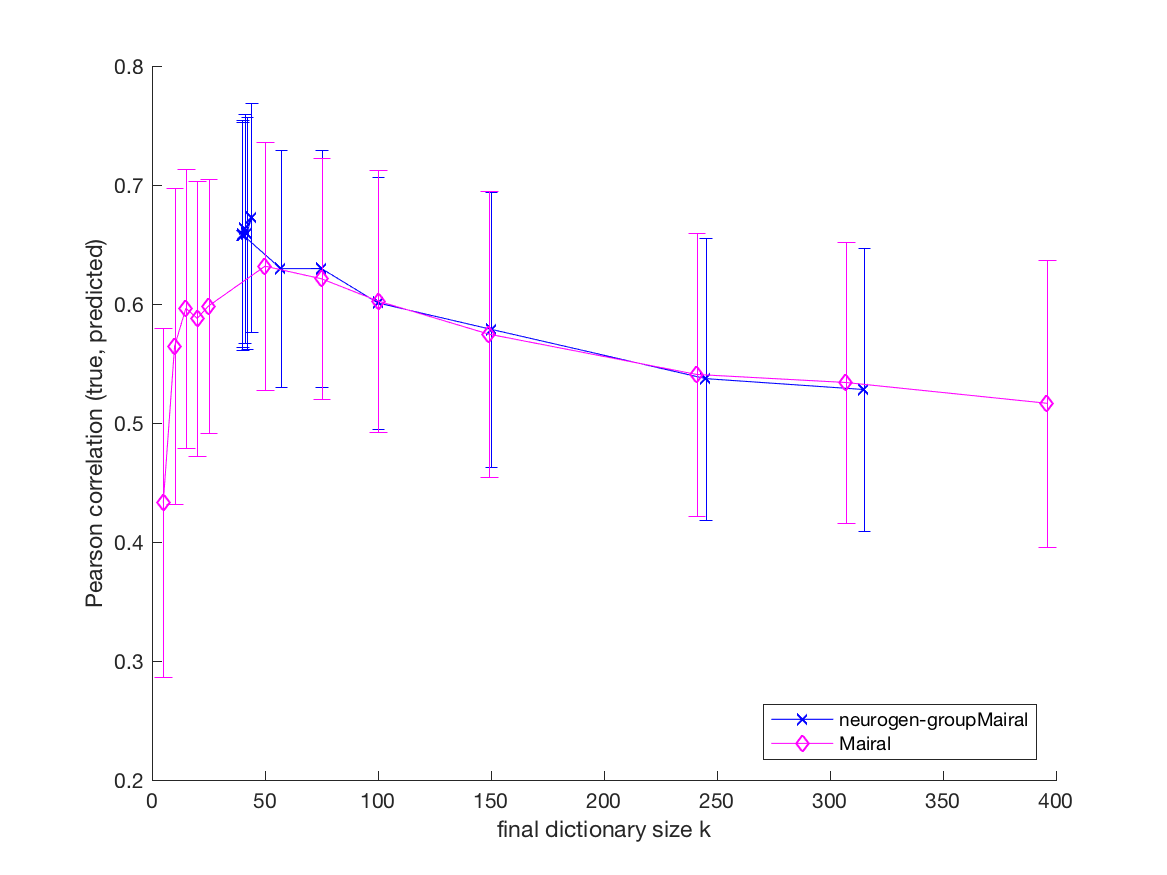 0.8
0.7
0.6
0.5
0.4
0.3
0.2
Pearson correlation (true, predicted)
neurogen-groupMairal
Mairal
0 50 100 150 200 250 300 350 400
final dictionary size k